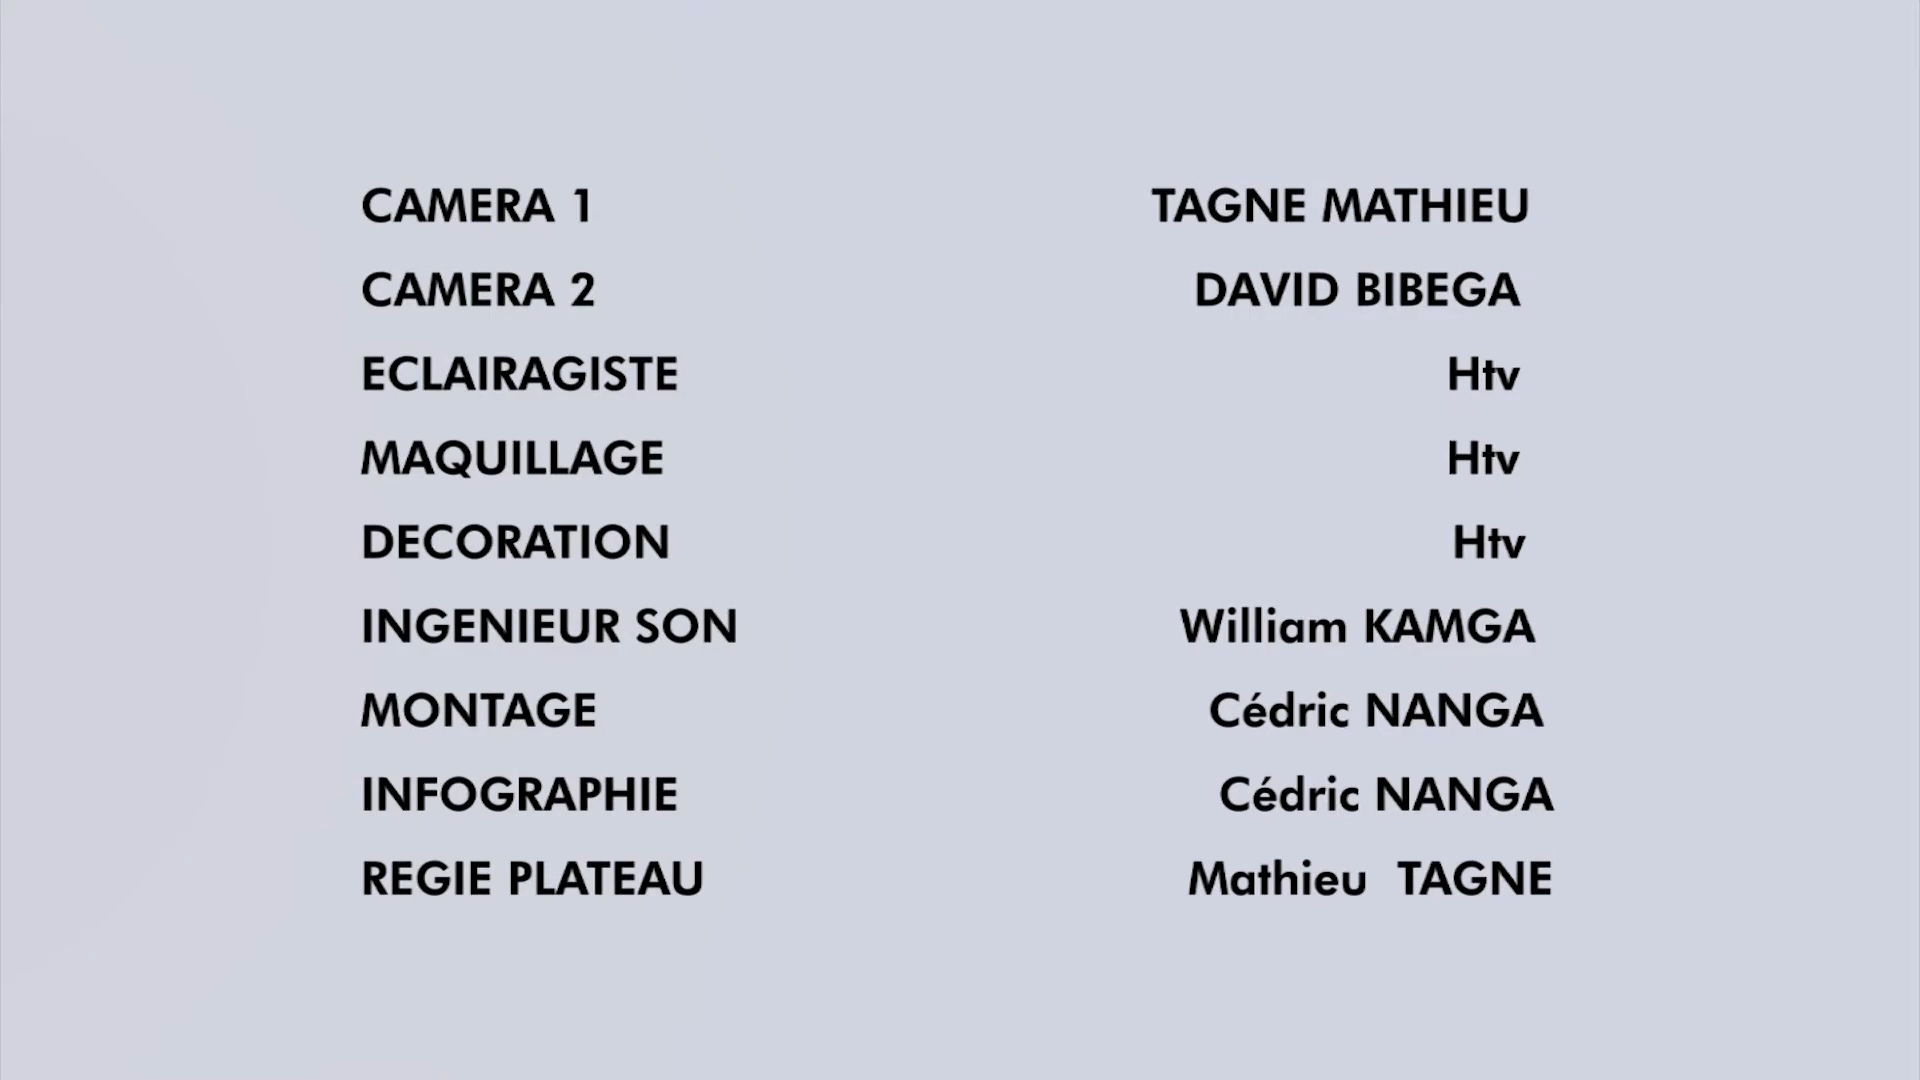 CAMERA 1 TAGNE MATHIEU
CAMERA 2 DAVID BIBEGA
ECLAIRAGISTE Htv
MAQUILLAGE Htv
DECORATION Htv
INGENIEUR SON William KAMGA
MONTAGE Cédric NANGA
INFOGRAPHIE Cédric NANGA
REGIE PLATEAU Mathieu TAGNE